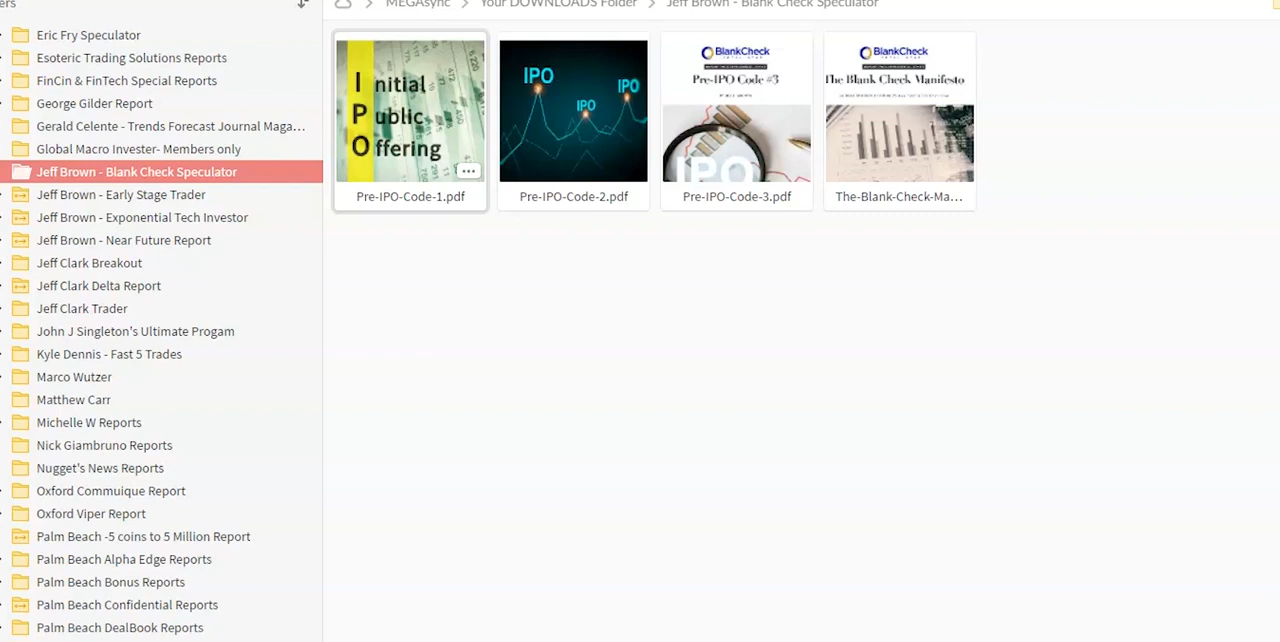 ers
MEGAsync > Your DOWNLOADS Folder > Jeff Brown - Blank Check Speculator
Eric Fry Speculator
Esoteric Trading Solutions Reports
FinCin & FinTech Special Reports
George Gilder Report
Gerald Celente - Trends Forecast Journal Maga...
Global Macro Invester- Members only
Jeff Brown - Blank Check Speculator
Jeff Brown - Early Stage Trader
Jeff Brown - Exponential Tech Investor
Jeff Brown - Near Future Report
Jeff Clark Breakout
Jeff Clark Delta Report
Jeff Clark Trader
John J Singleton's Ultimate Progam
Kyle Dennis - Fast 5 Trades
Marco Wutzer
Matthew Carr
Michelle W Reports
Nick Giambruno Reports
Nugget's News Reports
Oxford Commuique Report
Oxford Viper Report
Palm Beach -5 coins to 5 Million Report
Palm Beach Alpha Edge Reports
Palm Beach Bonus Reports
Palm Beach Confidential Reports
Palm Beach DealBook Reports
Initial
Public
Offering
Pre-IPO-Code-1.pdf
IPO
IPO
IPO
Pre-IPO-Code-2.pdf
BlankCheck
Pre-IPO Code #3
IPO
Pre-IPO-Code-3.pdf
BlankCheck
The Blank Check Manifesto
The-Blank-Check-Ma...